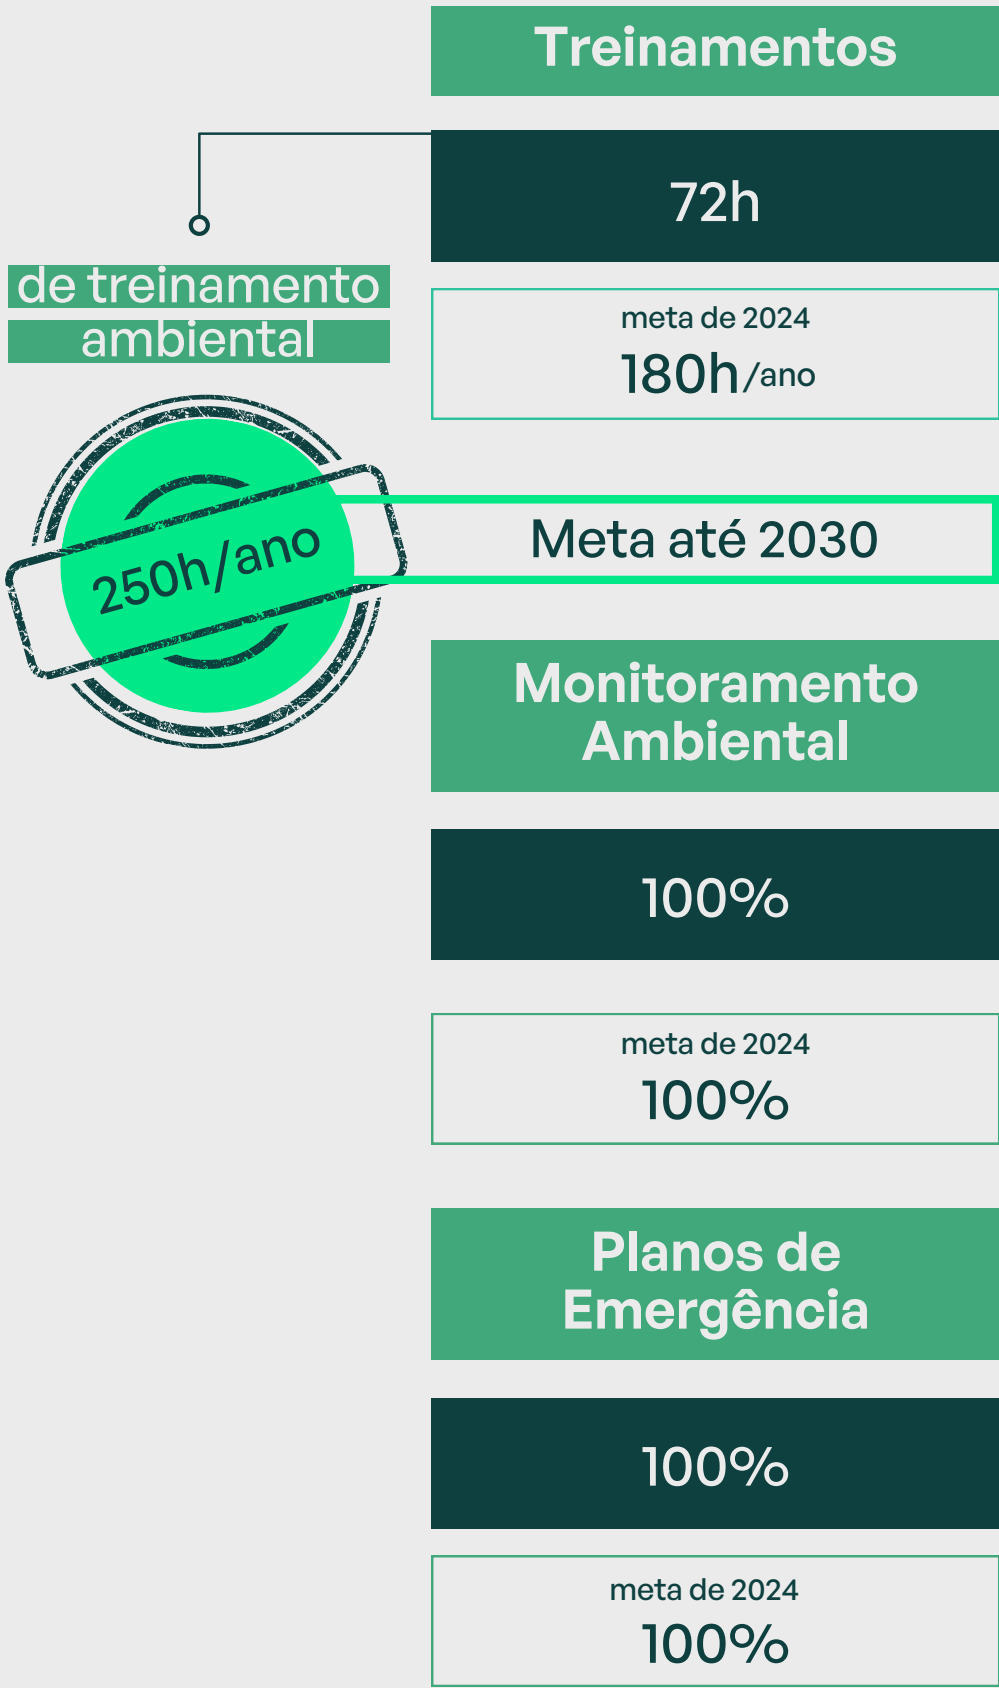 Treinamentos
72h
de treinamento
ambiental
meta de 2024
180h/ano
250h/ano
Meta até 2030
Monitoramento
Ambiental
100%
meta de 2024
100%
Planos de
Emergência
100%
meta de 2024
100%